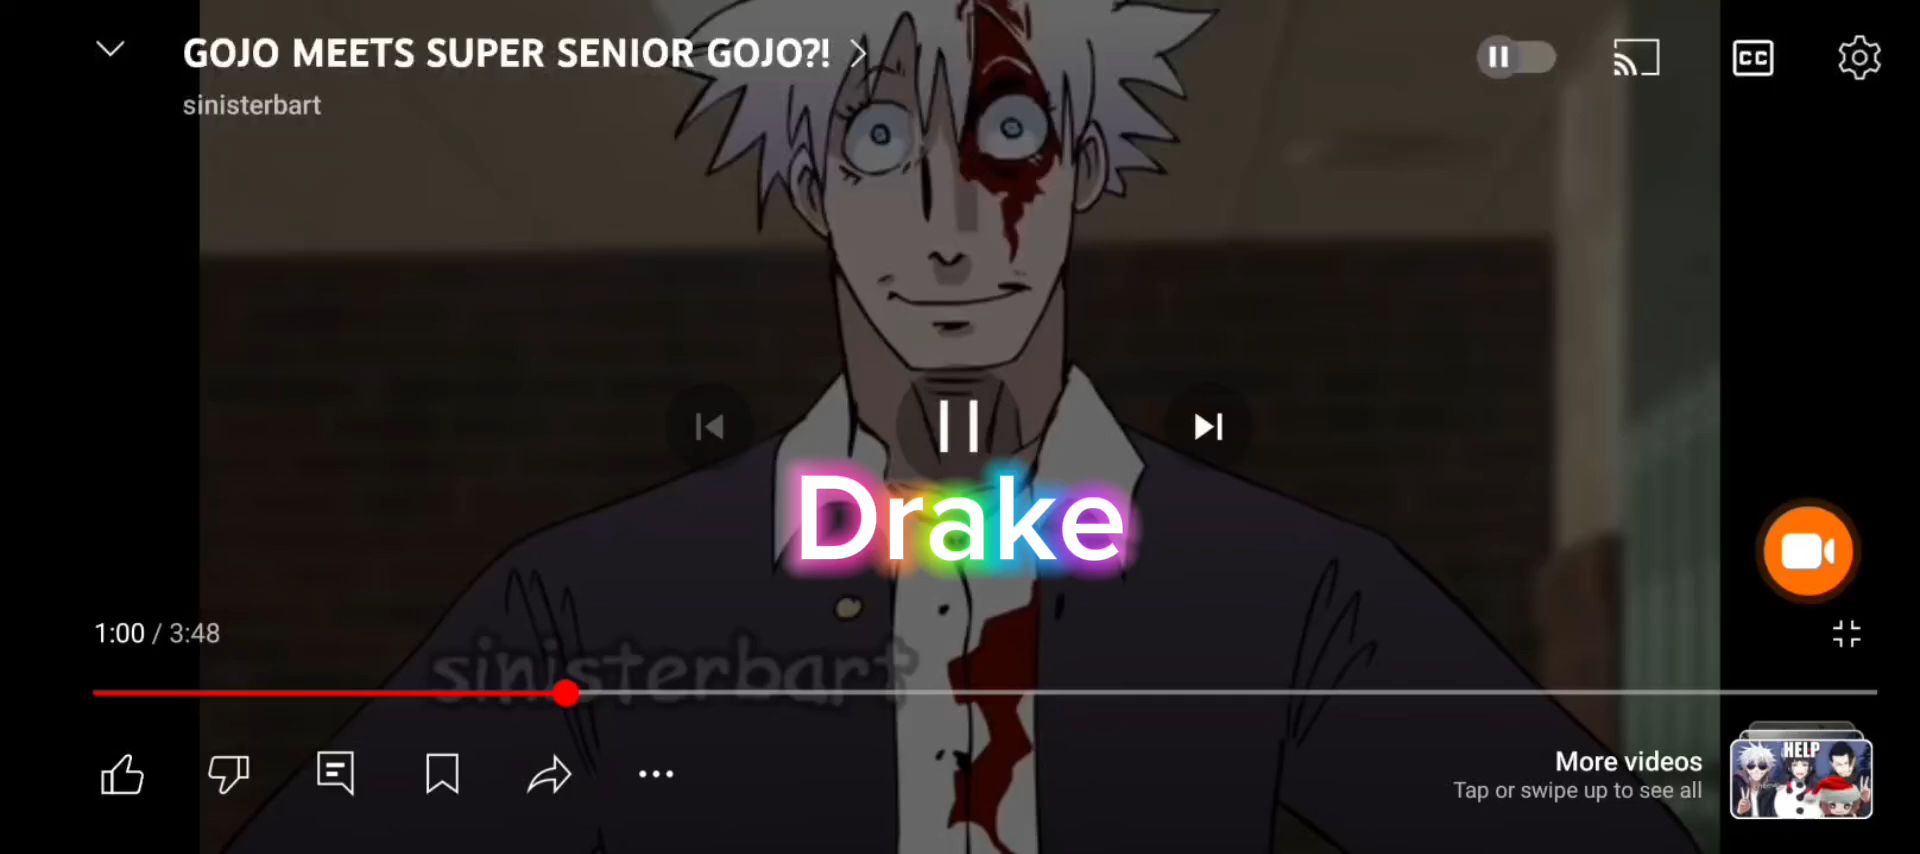 GOJO MEETS SUPER SENIOR GOJO?!
sinisterbart
CC
Drake
1:00 / 3:48
sinisterbart
HELP
More videos
Tap or swipe up to see all